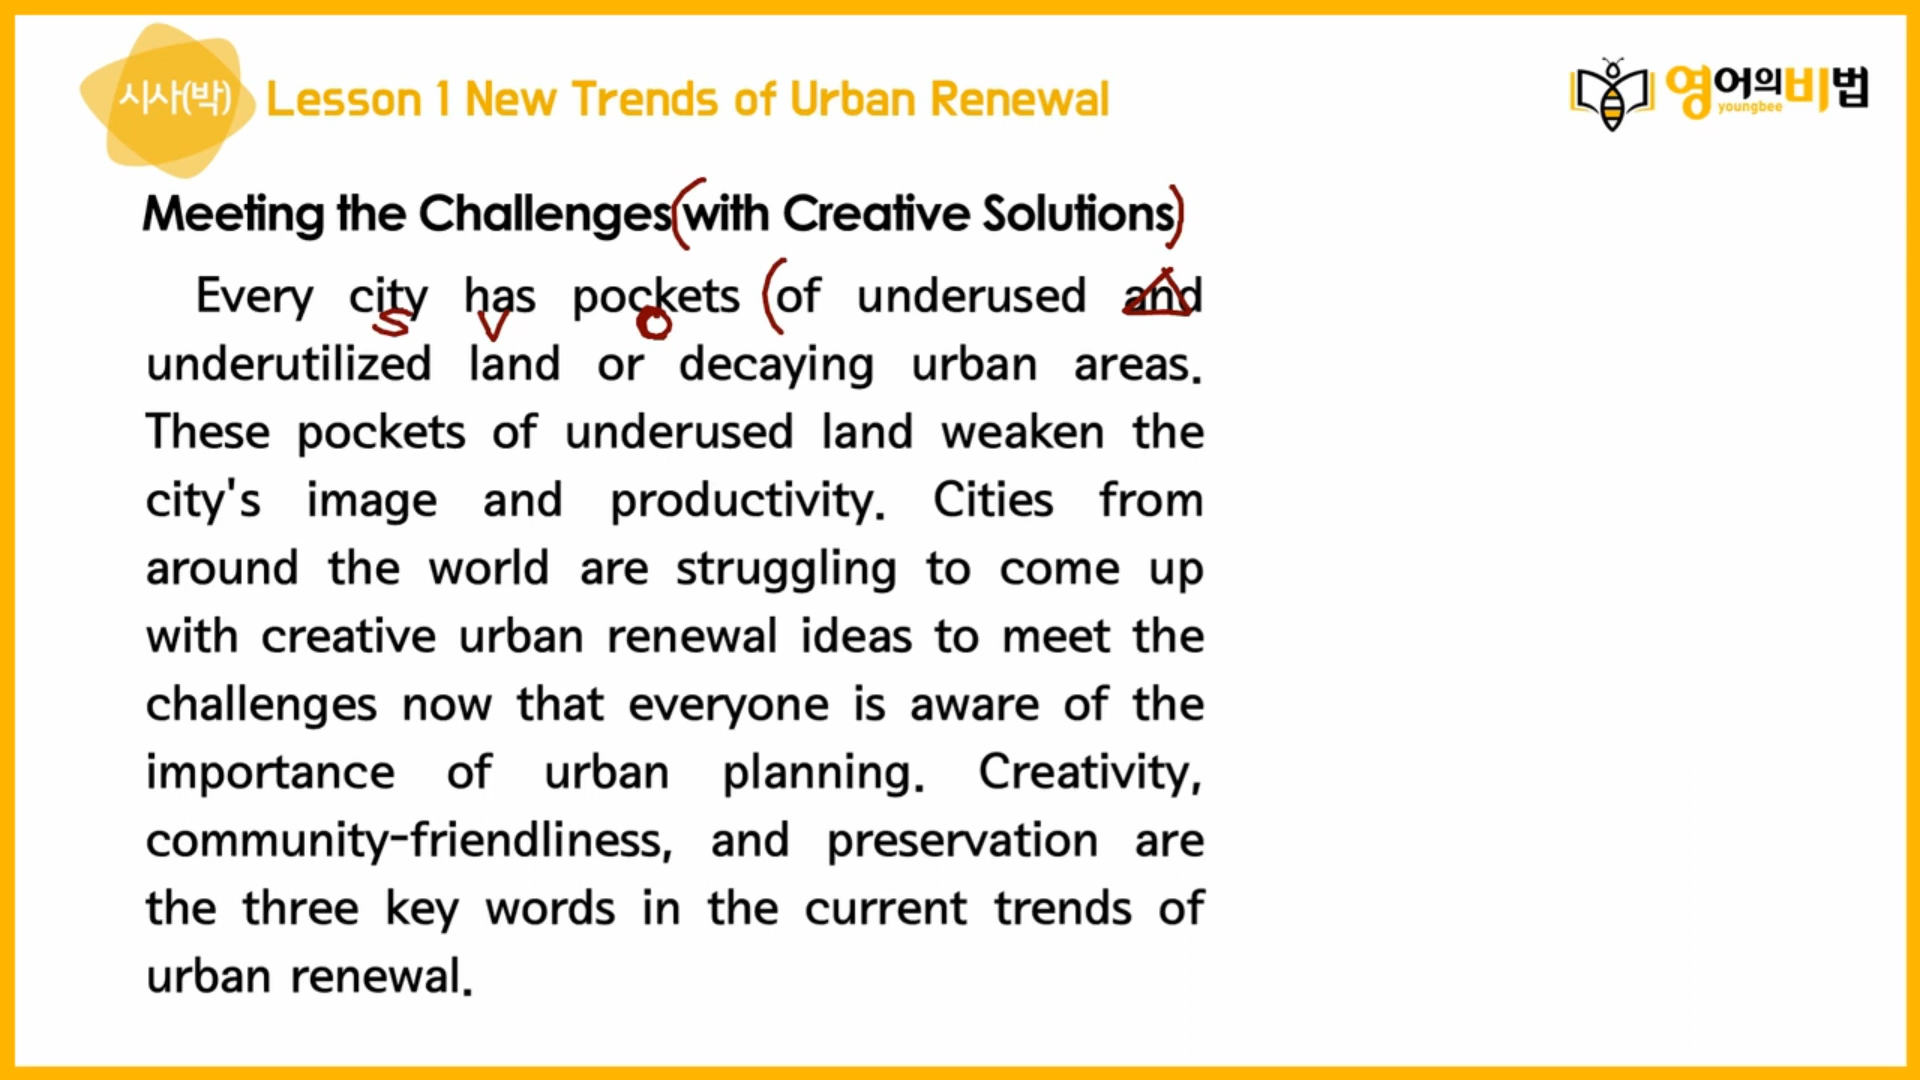 시사(박)
Lesson 1 New Trends of Urban Renewal
영어의비법
youngbee
Meeting the Challenges (with Creative Solutions)
Every city has pockets (of underused and
S V O
underutilized land or decaying urban areas.
These pockets of underused land weaken the
city's image and productivity. Cities from
around the world are struggling to come up
with creative urban renewal ideas to meet the
challenges now that everyone is aware of the
importance of urban planning. Creativity,
community-friendliness, and preservation are
the three key words in the current trends of
urban renewal.